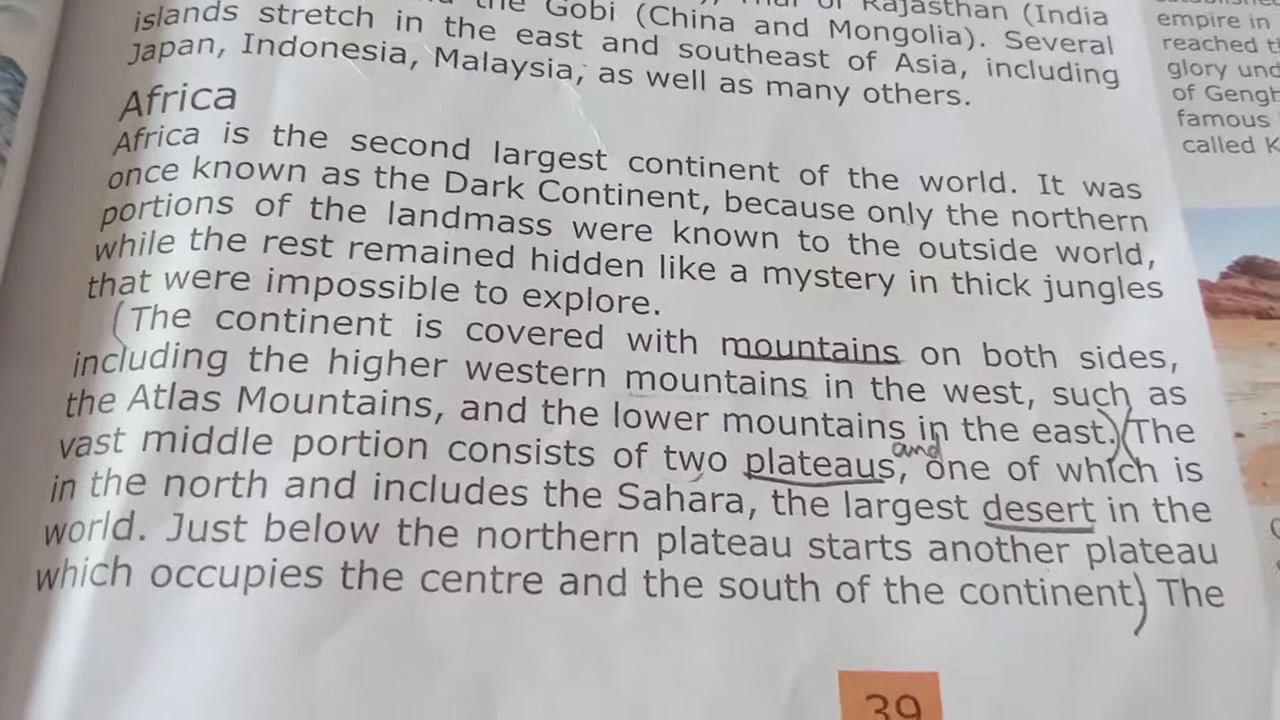 the Gobi (China and Mongolia). Several
Rajasthan (India
islands stretch in the east and southeast of Asia, including
Japan, Indonesia, Malaysia, as well as many others.
Africa
Africa is the second largest continent of the world. It was
once known as the Dark Continent, because only the northern
portions of the landmass were known to the outside world,
while the rest remained hidden like a mystery in thick jungles
that were impossible to explore.
(The continent is covered with mountains on both sides,
including the higher western mountains in the west, such as
the Atlas Mountains, and the lower mountains in the east.)(The
and
vast middle portion consists of two plateaus, one of which is
in the north and includes the Sahara, the largest desert in the
world. Just below the northern plateau starts another plateau
which occupies the centre and the south of the continent.) The
39
empire in
reached
glory
of
famous
called